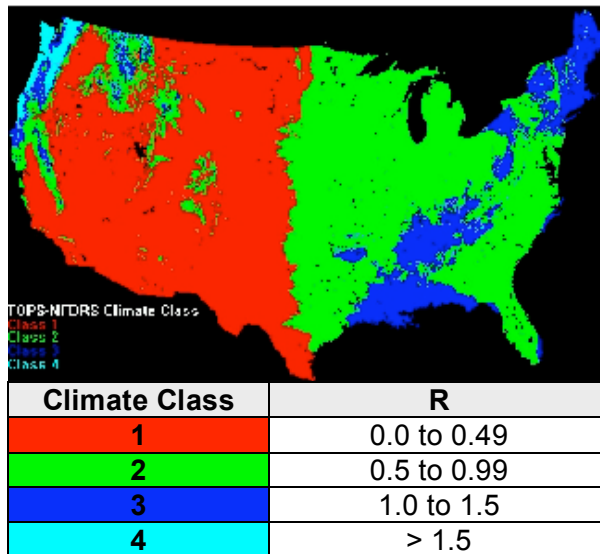 TOPS-NFDRS Climate Class
Class 1
Class 2
Class 3
Class 4
Climate Class R
1 0.0 to 0.49
2 0.5 to 0.99
3 1.0 to 1.5
4 > 1.5